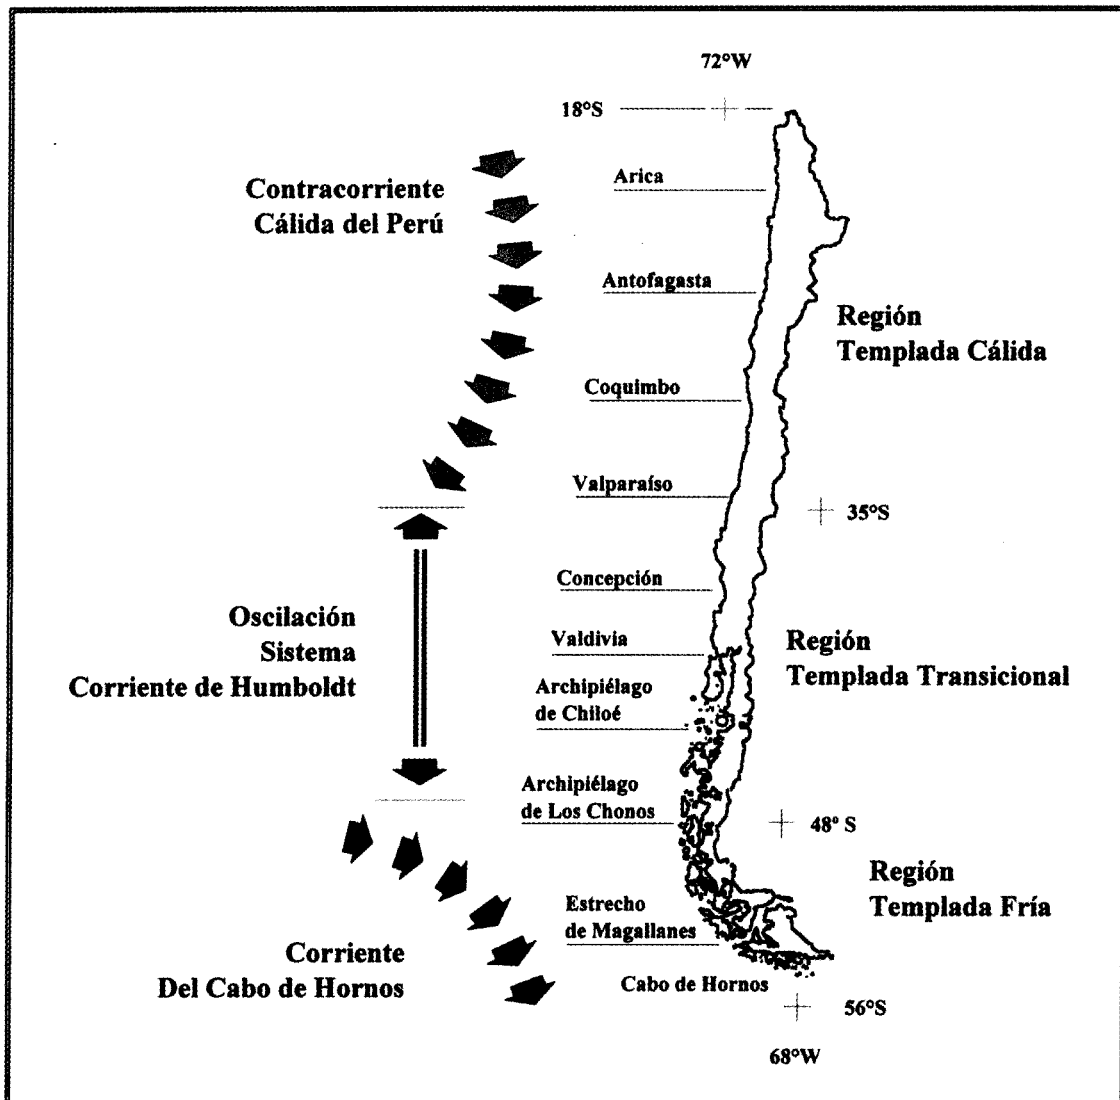 72°W
18°S
Contracorriente
Cálida del Perú
Arica
Antofagasta
Región
Templada Cálida
Coquimbo
Valparaíso
35°S
Concepción
Oscilación
Sistema
Corriente de Humboldt
Valdivia
Región
Templada Transicional
Archipiélago
de Chiloé
Archipiélago
de Los Chonos
48° S
Región
Templada Fría
Estrecho
de Magallanes
Corriente
Del Cabo de Hornos
Cabo de Hornos
56°S
68°W